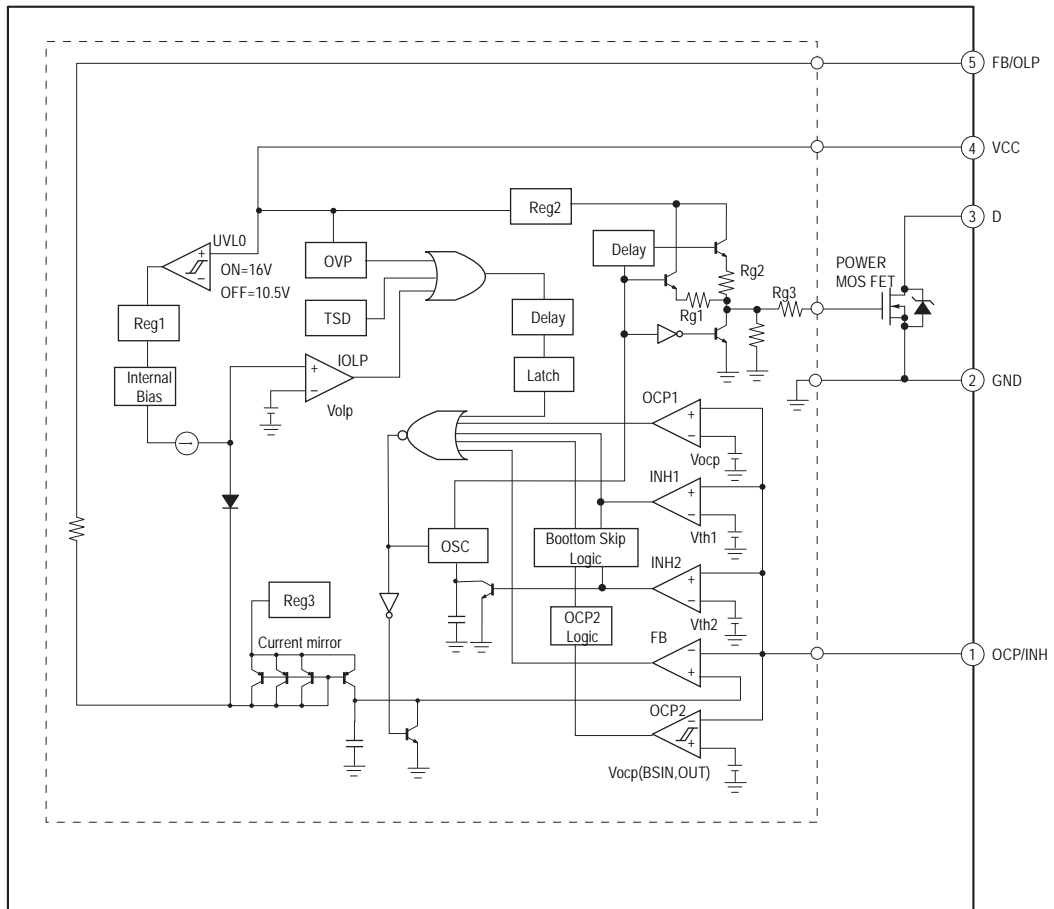 5 FB/OLP
4 VCC
3 D
Reg2
UVL0
+
−
ON=16V
OFF=10.5V
OVP
Delay
Rg2
POWER
MOS FET
Rg3
Rg1
Reg1
TSD
Delay
IOLP
+
−
Volp
Internal
Bias
Latch
2 GND
OCP1
+
−
Vocp
INH1
+
−
Vth1
OSC
Boottom Skip
Logic
INH2
+
−
Vth2
Reg3
OCP2
Logic
FB
−
+
1 OCP/INH
Current mirror
OCP2
−
+
Vocp(BSIN,OUT)